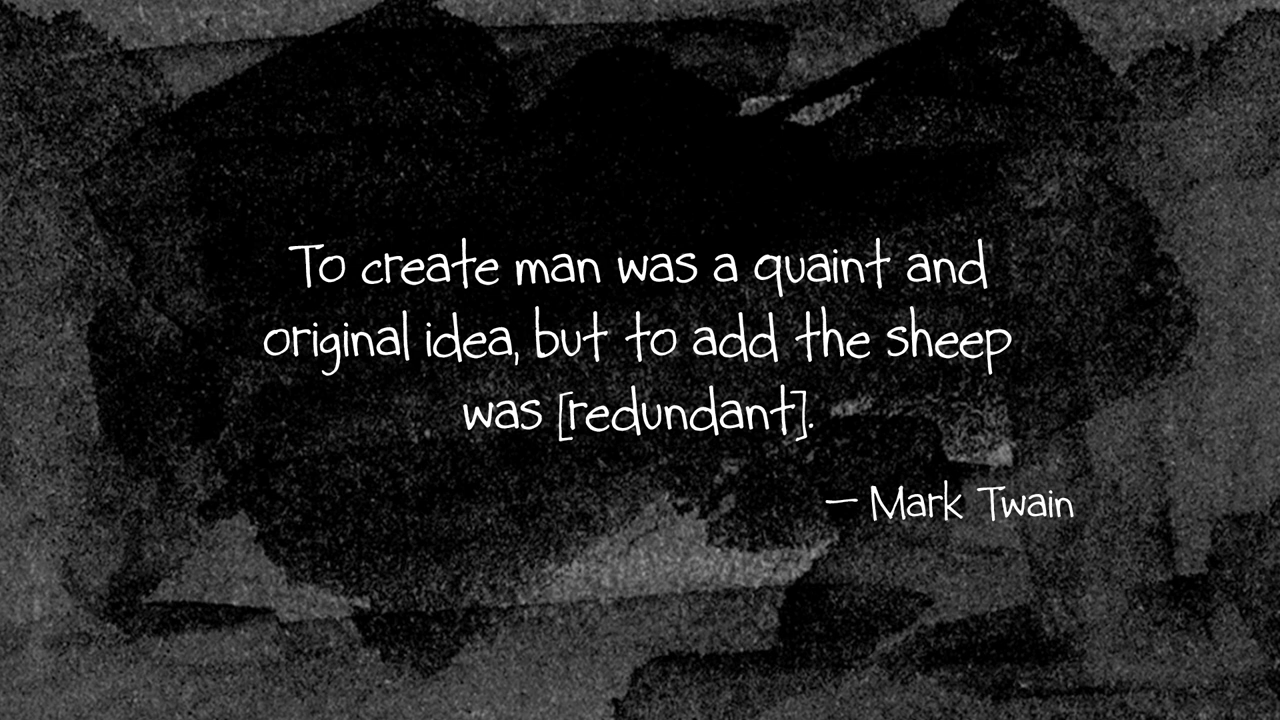 To create man was a quaint and
original idea, but to add the sheep
was [redundant].
— Mark Twain